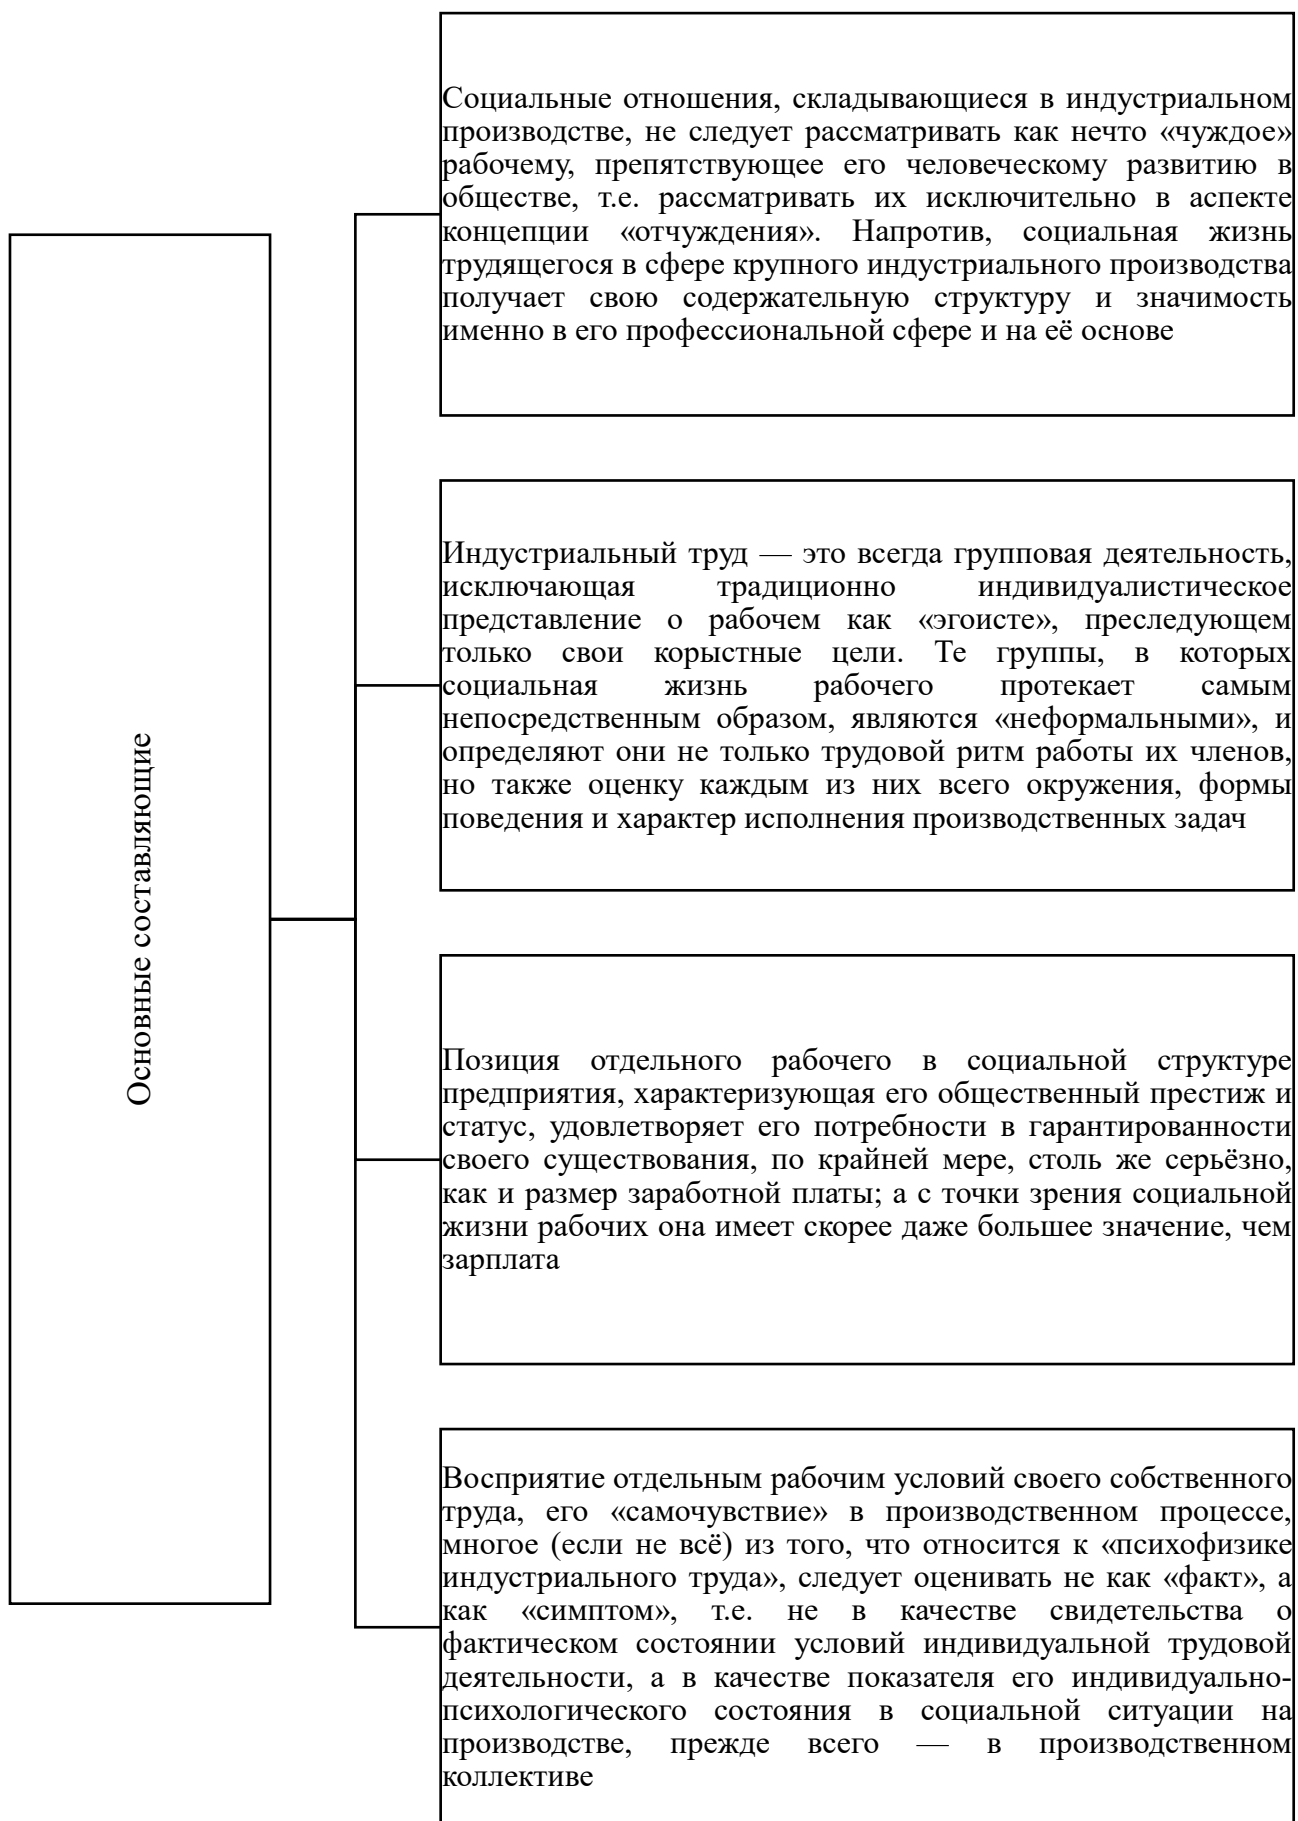 Основные составляющие
Социальные отношения, складывающиеся в индустриальном
производстве, не следует рассматривать как нечто «чуждое»
рабочему, препятствующее его человеческому развитию в
обществе, т.е. рассматривать их исключительно в аспекте
концепции «отчуждения». Напротив, социальная жизнь
трудящегося в сфере крупного индустриального производства
получает свою содержательную структуру и значимость
именно в его профессиональной сфере и на её основе
Индустриальный труд — это всегда групповая деятельность,
исключающая традиционно индивидуалистическое
представление о рабочем как «эгоисте», преследующем
только свои корыстные цели. Те группы, в которых
социальная жизнь рабочего протекает самым
непосредственным образом, являются «неформальными», и
определяют они не только трудовой ритм работы их членов,
но также оценку каждым из них всего окружения, формы
поведения и характер исполнения производственных задач
Позиция отдельного рабочего в социальной структуре
предприятия, характеризующая его общественный престиж и
статус, удовлетворяет его потребности в гарантированности
своего существования, по крайней мере, столь же серьёзно,
как и размер заработной платы; а с точки зрения социальной
жизни рабочих она имеет скорее даже большее значение, чем
зарплата
Восприятие отдельным рабочим условий своего собственного
труда, его «самочувствие» в производственном процессе,
многое (если не всё) из того, что относится к «психофизике
индустриального труда», следует оценивать не как «факт», а
как «симптом», т.е. не в качестве свидетельства о
фактическом состоянии условий индивидуальной трудовой
деятельности, а в качестве показателя его индивидуально-
психологического состояния в социальной ситуации на
производстве, прежде всего — в производственном
коллективе